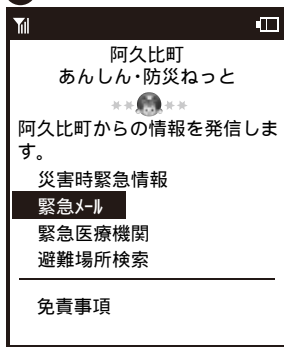 阿久比町
あんしん・防災ねっと
阿久比町からの情報を発信しま
す。
災害時緊急情報
緊急ﾒｰﾙ
緊急医療機関
避難場所検索
免責事項